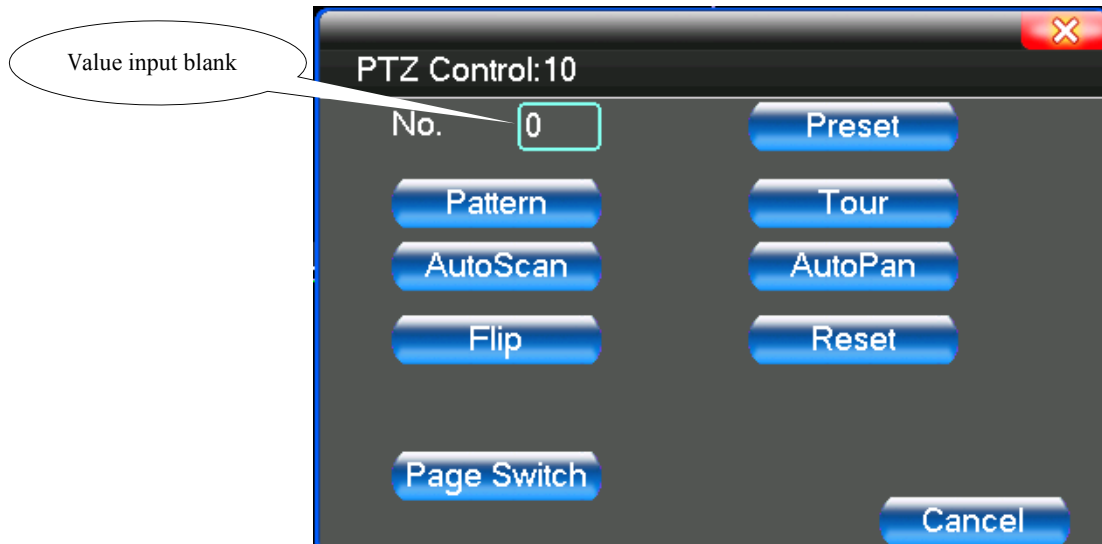 Value input blank
PTZ Control:10
No. 0 Preset
Pattern Tour
AutoScan AutoPan
Flip Reset
Page Switch
Cancel